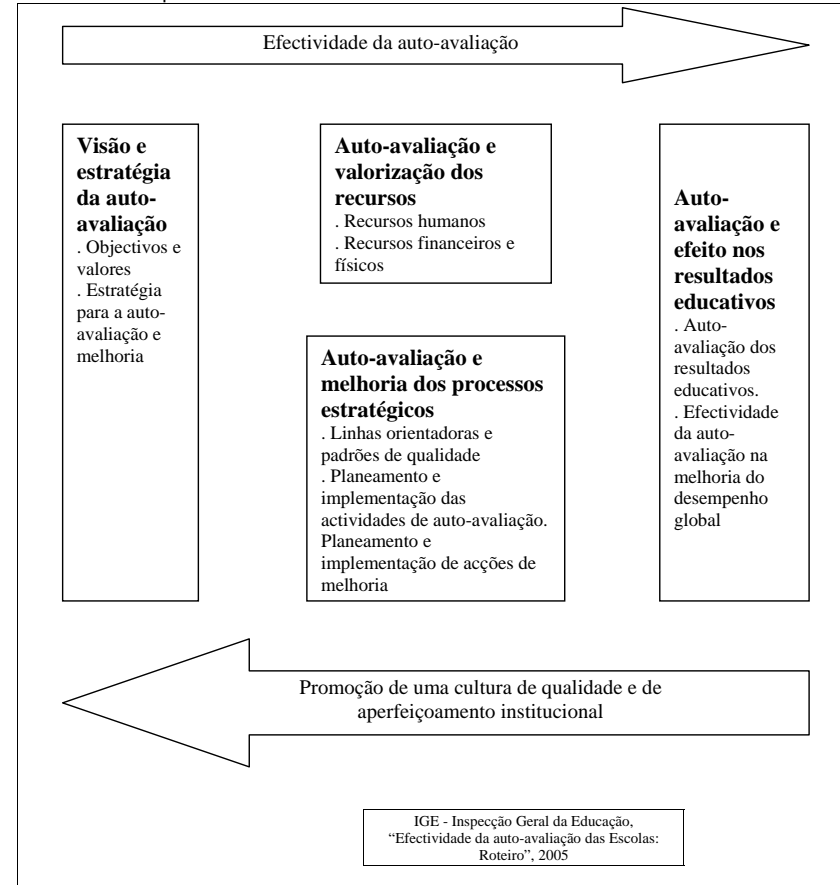 Efectividade da auto-avaliação
Visão e
estratégia
da auto-
avaliação
. Objectivos e
valores
. Estratégia
para a auto-
avaliação e
melhoria
Auto-avaliação e
valorização dos
recursos
. Recursos humanos
. Recursos financeiros e
físicos
Auto-avaliação e
melhoria dos processos
estratégicos
. Linhas orientadoras e
padrões de qualidade
. Planeamento e
implementação das
actividades de auto-avaliação.
Planeamento e
implementação de acções de
melhoria
Auto-
avaliação e
efeito nos
resultados
educativos
. Auto-
avaliação dos
resultados
educativos.
. Efectividade
da auto-
avaliação na
melhoria do
desempenho
global
Promoção de uma cultura de qualidade e de
aperfeiçoamento institucional
IGE - Inspecção Geral da Educação,
“Efectividade da auto-avaliação das Escolas:
Roteiro”, 2005